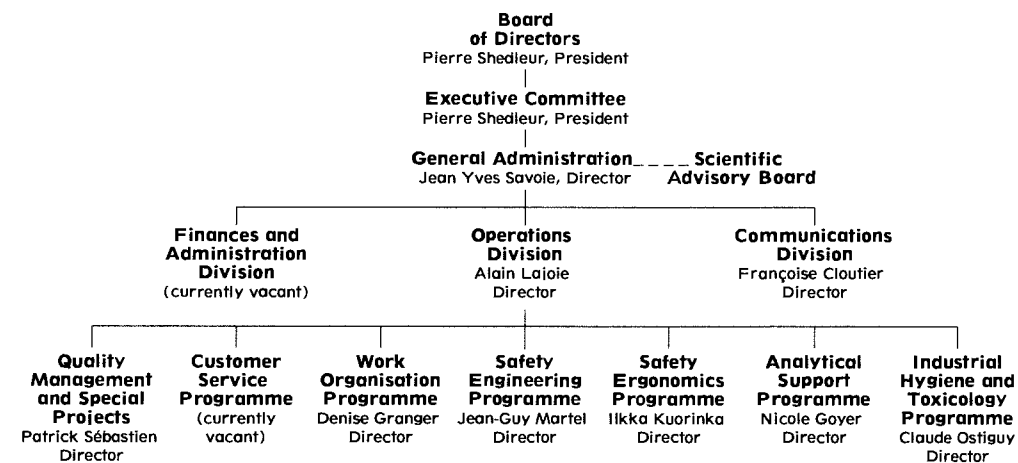 Board
of Directors
Pierre Shedleur, President
Executive Committee
Pierre Shedleur, President
General Administration
Jean Yves Savoie, Director
Scientific
Advisory Board
Finances and
Administration
Division
(currently vacant)
Operations
Division
Alain Lajoie
Director
Communications
Division
Françoise Cloutier
Director
Quality
Management
and Special
Projects
Patrick Sébastien
Director
Customer
Service
Programme
(currently
vacant)
Work
Organisation
Programme
Denise Granger
Director
Safety
Engineering
Programme
Jean-Guy Martel
Director
Safety
Ergonomics
Programme
Ilkka Kuorinka
Director
Analytical
Support
Programme
Nicole Goyer
Director
Industrial
Hygiene and
Toxicology
Programme
Claude Ostiguy
Director